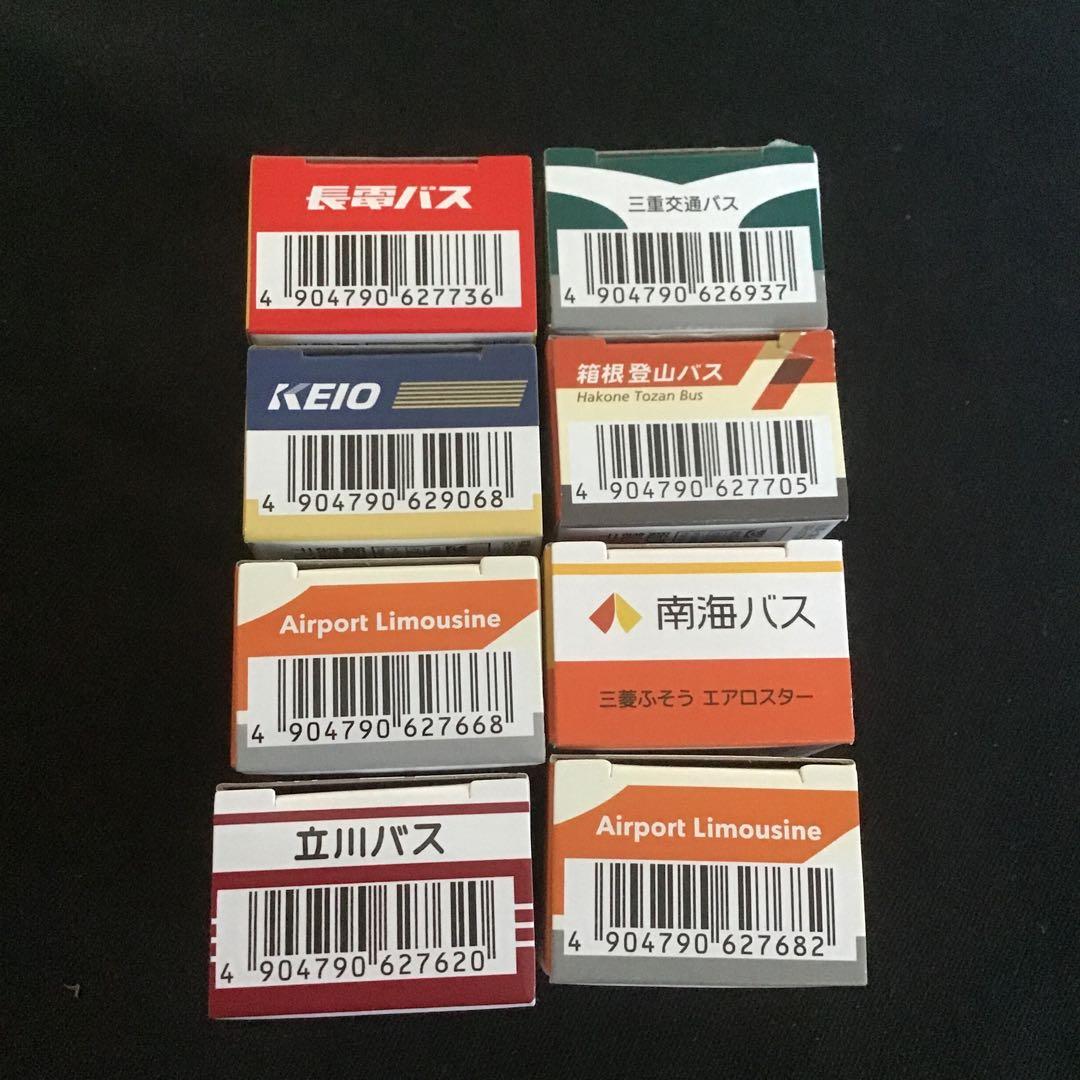 長電バス
4 904790 627736
三重交通バス
4 904790 626937
KEIO
4 904790 629068
箱根登山バス
Hakone Tozan Bus
4 904790 627705
Airport Limousine
4 904790 627668
南海バス
三菱ふそう エアロスター
立川バス
4 904790 627620
Airport Limousine
4 904790 627682